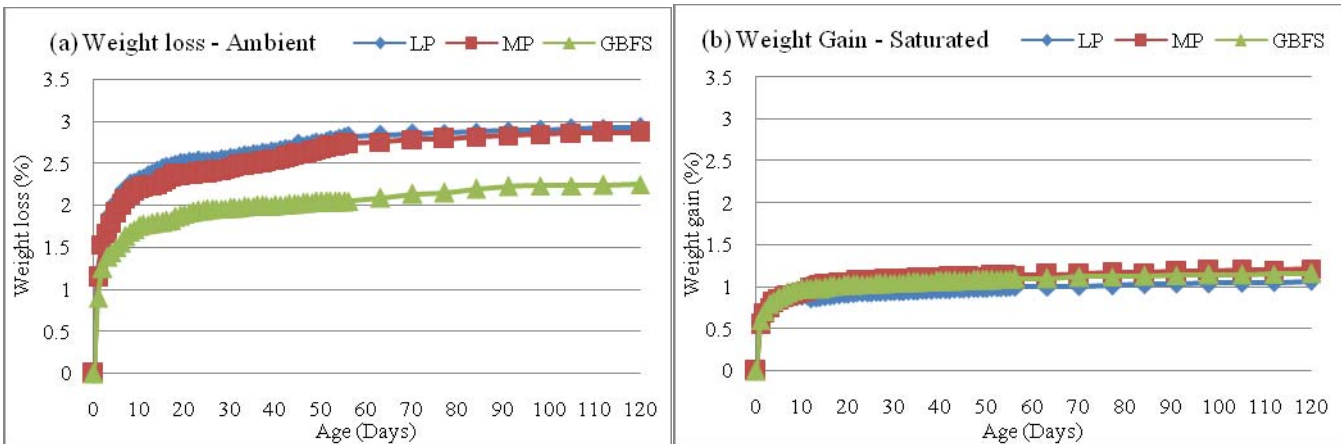 (a) Weight loss - Ambient
LP MP GBFS
3.5
3
2.5
2
1.5
1
0.5
0
Weight loss (%)
0 10 20 30 40 50 60 70 80 90 100 110 120
Age (Days)
(b) Weight Gain - Saturated
LP MP GBFS
3.5
3
2.5
2
1.5
1
0.5
0
Weight gain (%)
0 10 20 30 40 50 60 70 80 90 100 110 120
Age (Days)